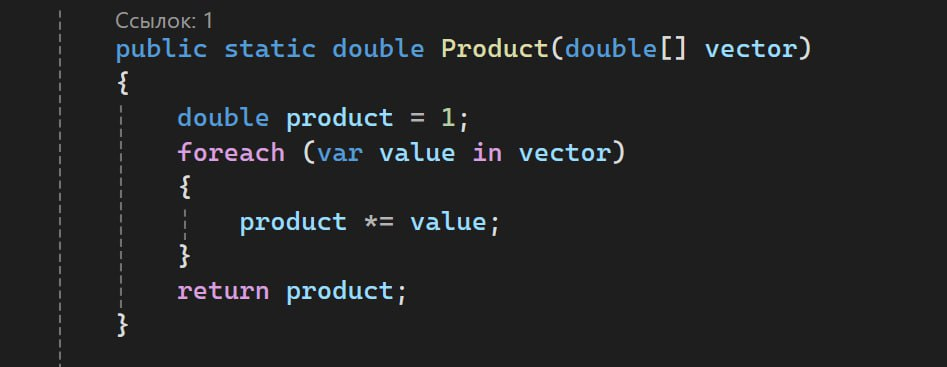 Ссылок: 1
public static double Product(double[] vector)
{
double product = 1;
foreach (var value in vector)
{
product *= value;
}
return product;
}